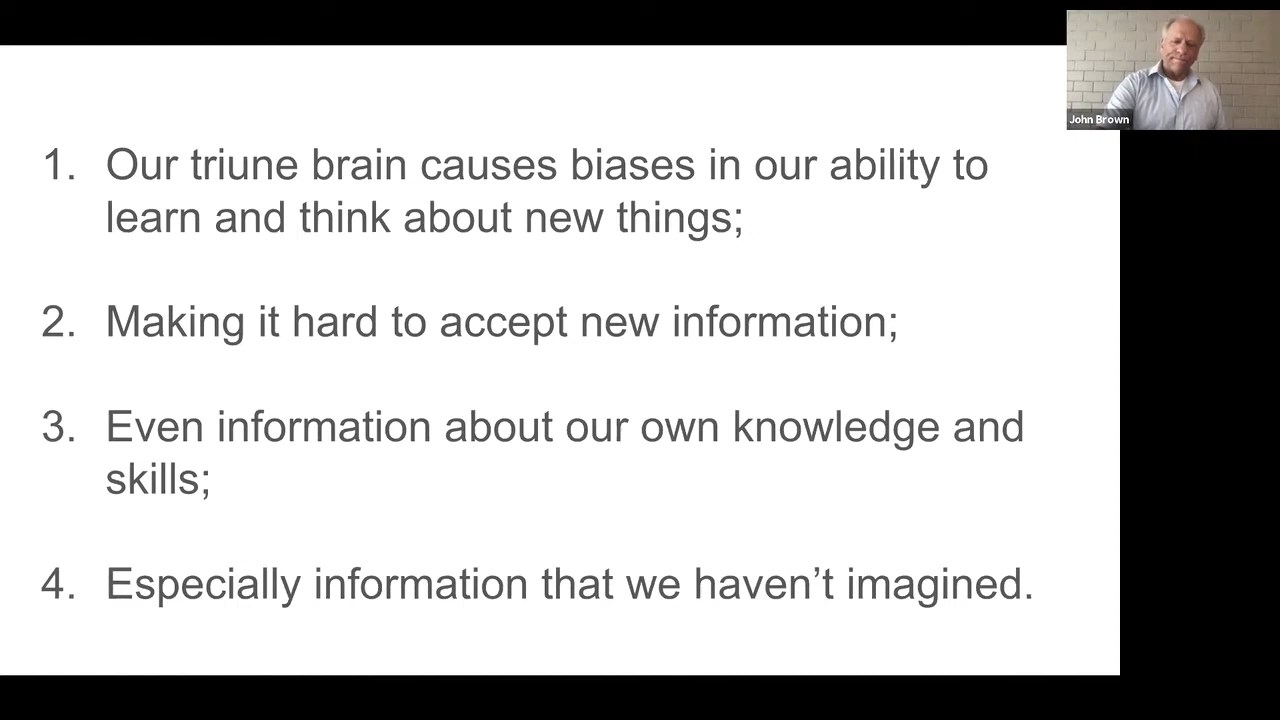 John Brown
1. Our triune brain causes biases in our ability to
learn and think about new things;
2. Making it hard to accept new information;
3. Even information about our own knowledge and
skills;
4. Especially information that we haven’t imagined.